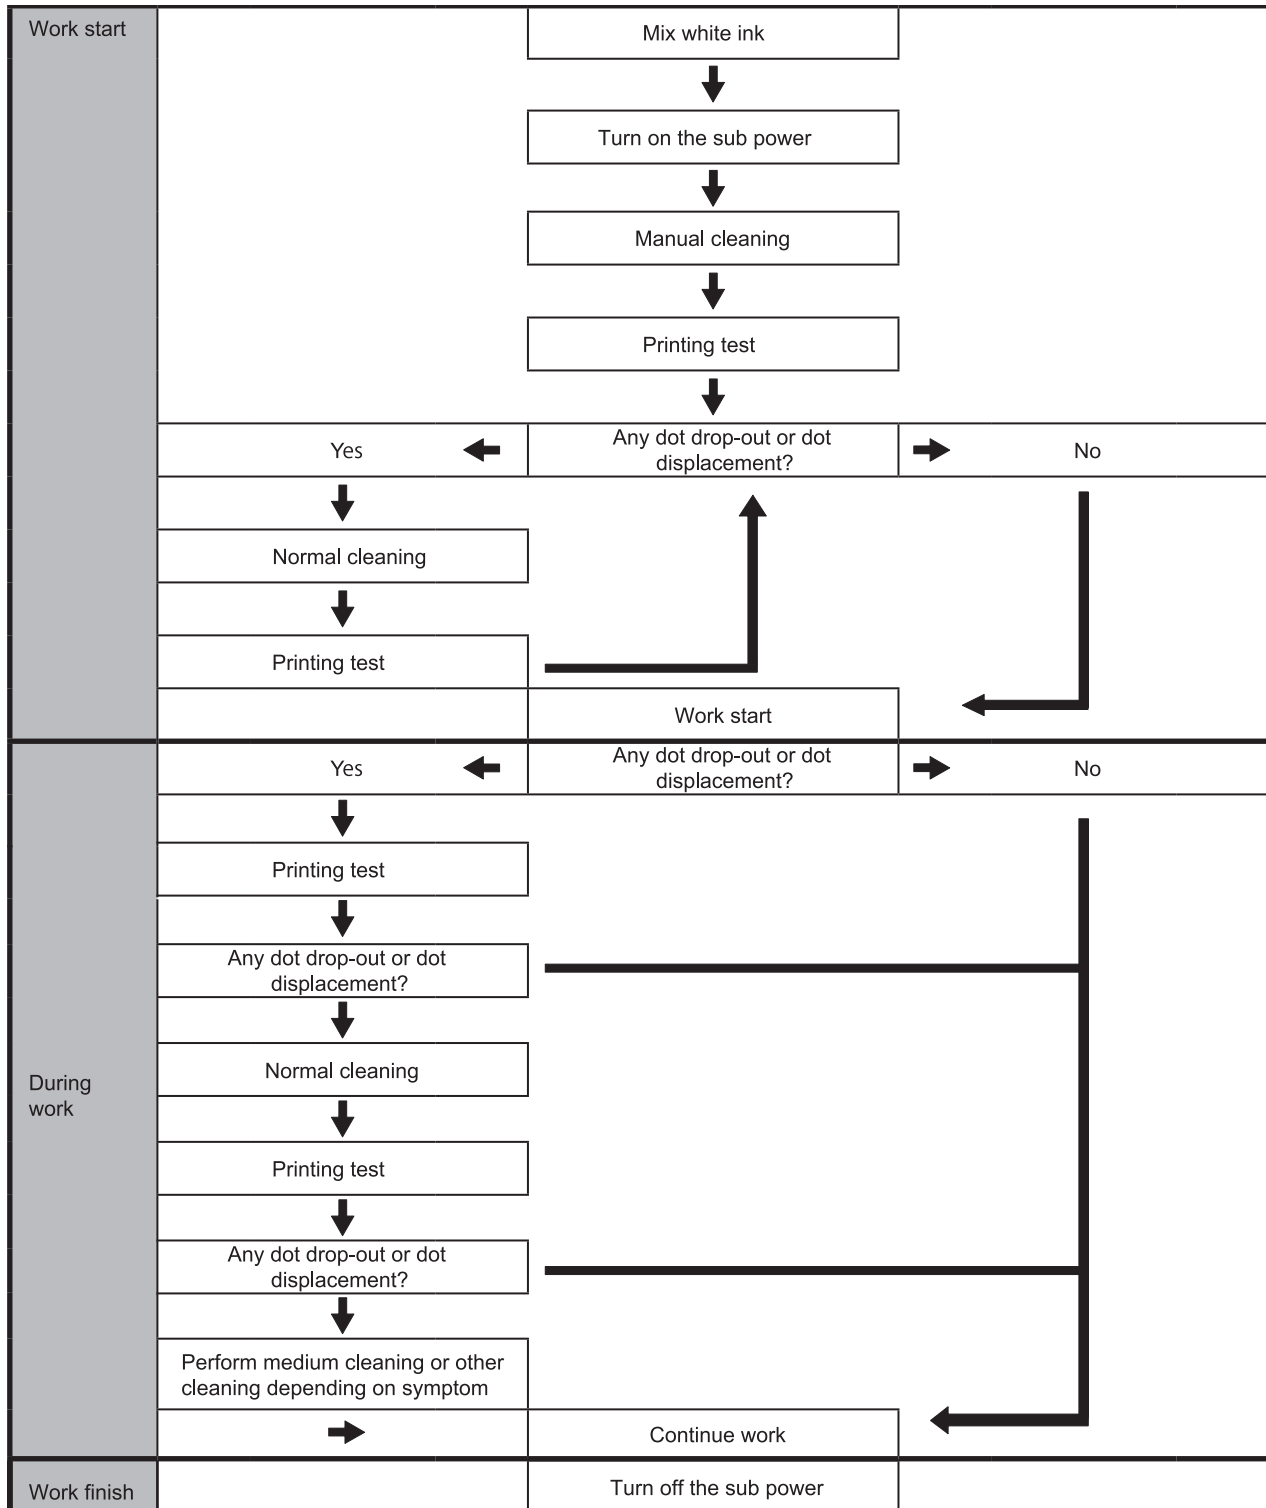 Work start
Mix white ink
Turn on the sub power
Manual cleaning
Printing test
Yes
Any dot drop-out or dot
displacement?
No
Normal cleaning
Printing test
Work start
Yes
Any dot drop-out or dot
displacement?
No
Printing test
Any dot drop-out or dot
displacement?
Normal cleaning
During
work
Printing test
Any dot drop-out or dot
displacement?
Perform medium cleaning or other
cleaning depending on symptom
Continue work
Work finish
Turn off the sub power